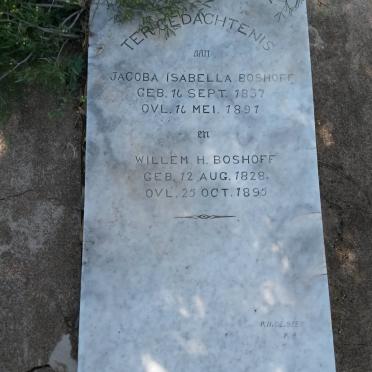 TER GEDACHTENIS
aan
JACOBA ISABELLA BOSHOFF
GEB. 16 SEPT. 1837
OVL. 16 MEI. 1891
en
WILLEM H. BOSHOFF
GEB. 12 AUG. 1828
OVL. 25 OCT. 1895